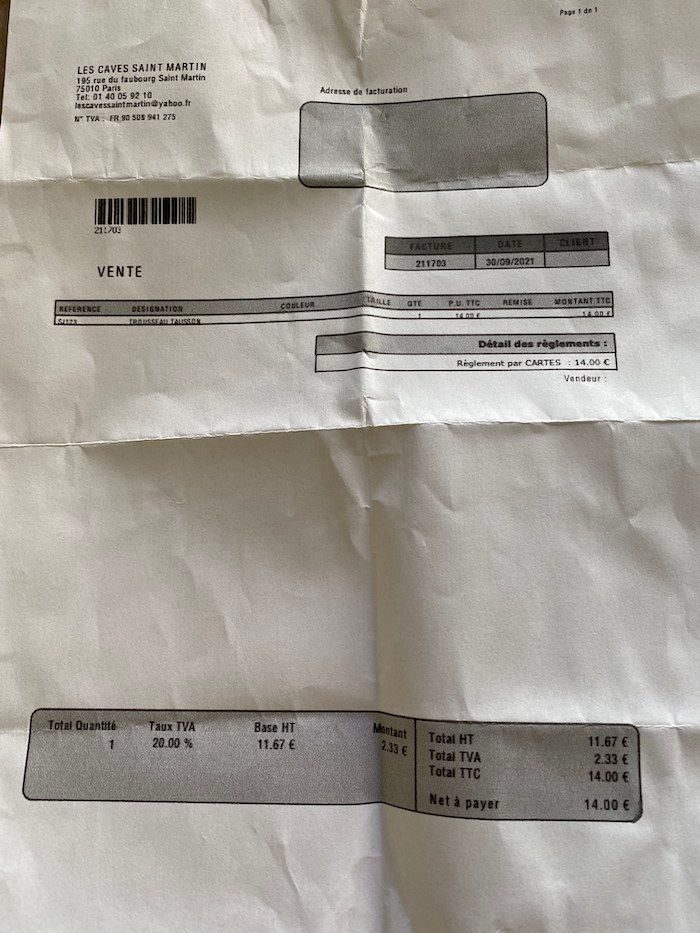 Page 1 de 1
LES CAVES SAINT MARTIN
195 rue du faubourg Saint Martin
75010 Paris
Tel: 01 40 05 92 10
lescavessaintmartin@yahoo.fr
N° TVA : FR 90 508 941 275
Adresse de facturation
211703
VENTE
FACTURE DATE CLIENT
211703 30/09/2021
REFERENCE DESIGNATION COULEUR TAILLE QTE P.U. TTC REMISE MONTANT TTC
TROUSSEAU TAUSSON 1 14.00 € 14.00 €
Détail des règlements :
Règlement par CARTES : 14.00 €
Vendeur :
Total Quantité Taux TVA Base HT Montant
1 20.00 % 11.67 € 2.33 €
Total HT 11.67 €
Total TVA 2.33 €
Total TTC 14.00 €
Net à payer 14.00 €